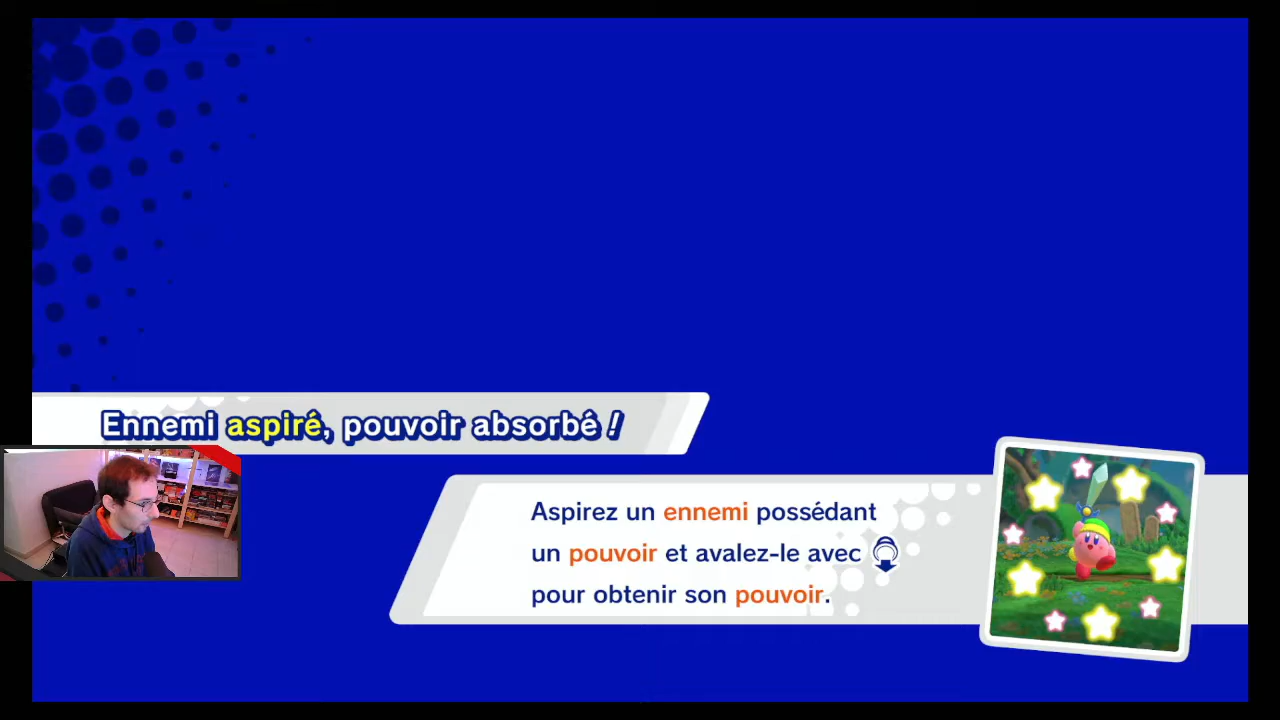 Ennemi aspiré, pouvoir absorbé !
Aspirez un ennemi possédant
un pouvoir et avalez-le avec
pour obtenir son pouvoir.